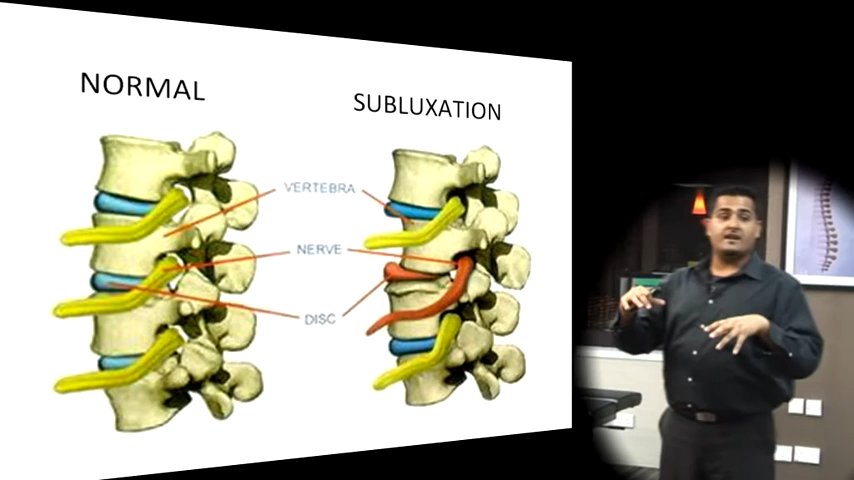 NORMAL
SUBLUXATION
VERTEBRA
NERVE
DISC